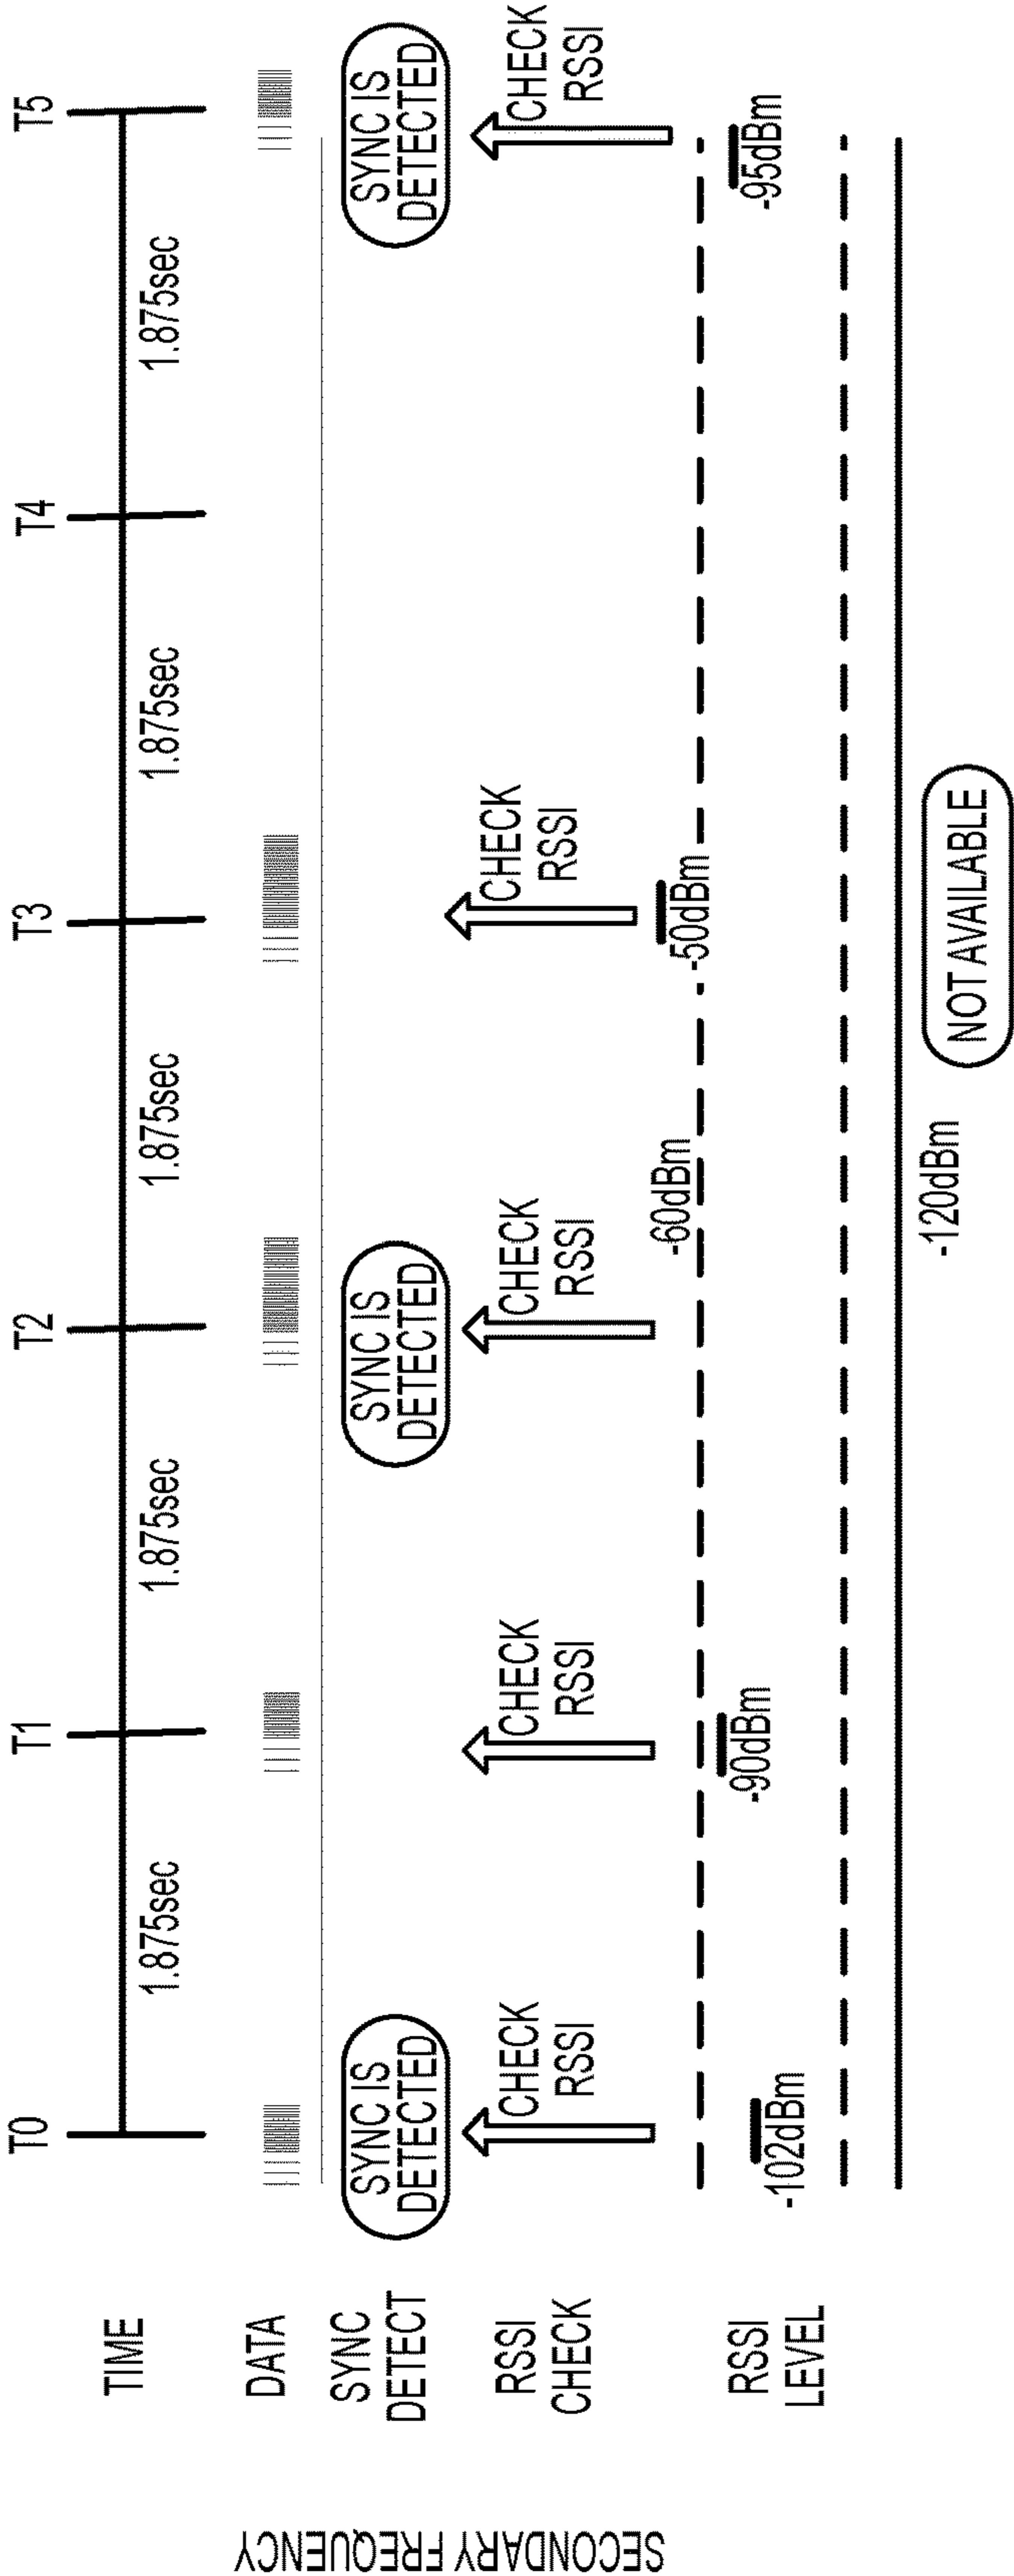 SECONDARY FREQUENCY
TIME
T0
T1
T2
T3
T4
T5
1.875sec
1.875sec
1.875sec
1.875sec
1.875sec
DATA
SYNC
DETECT
SYNC IS
DETECTED
SYNC IS
DETECTED
SYNC IS
DETECTED
RSSI
CHECK
CHECK
RSSI
CHECK
RSSI
CHECK
RSSI
CHECK
RSSI
CHECK
RSSI
RSSI
LEVEL
-102dBm
-90dBm
-60dBm
-50dBm
-95dBm
-120dBm
NOT AVAILABLE